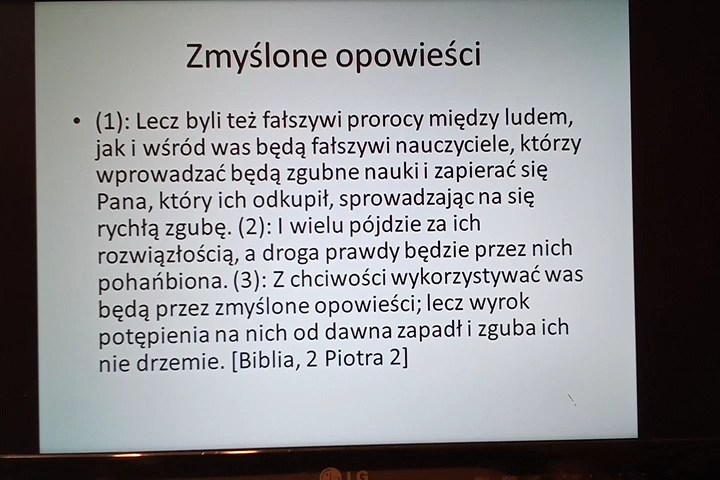 Zmyślone opowieści
• (1): Lecz byli też fałszywi prorocy między ludem,
jak i wśród was będą fałszywi nauczyciele, którzy
wprowadzać będą zgubne nauki i zapierać się
Pana, który ich odkupił, sprowadzając na się
rychłą zgubę. (2): I wielu pójdzie za ich
rozwiązłością, a droga prawdy będzie przez nich
pohańbiona. (3): Z chciwości wykorzystywać was
będą przez zmyślone opowieści; lecz wyrok
potępienia na nich od dawna zapadł i zguba ich
nie drzemie. [Biblia, 2 Piotra 2]
LG